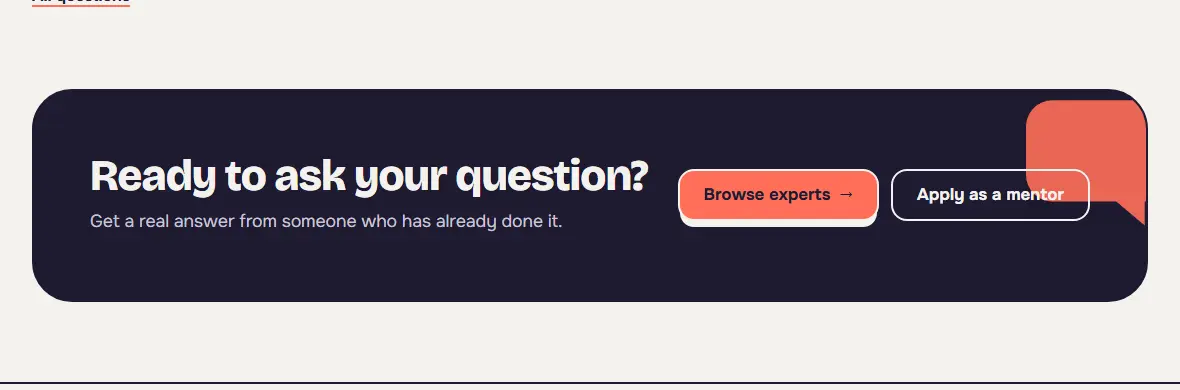 Ready to ask your question?
Get a real answer from someone who has already done it.
Browse experts →
Apply as a mentor